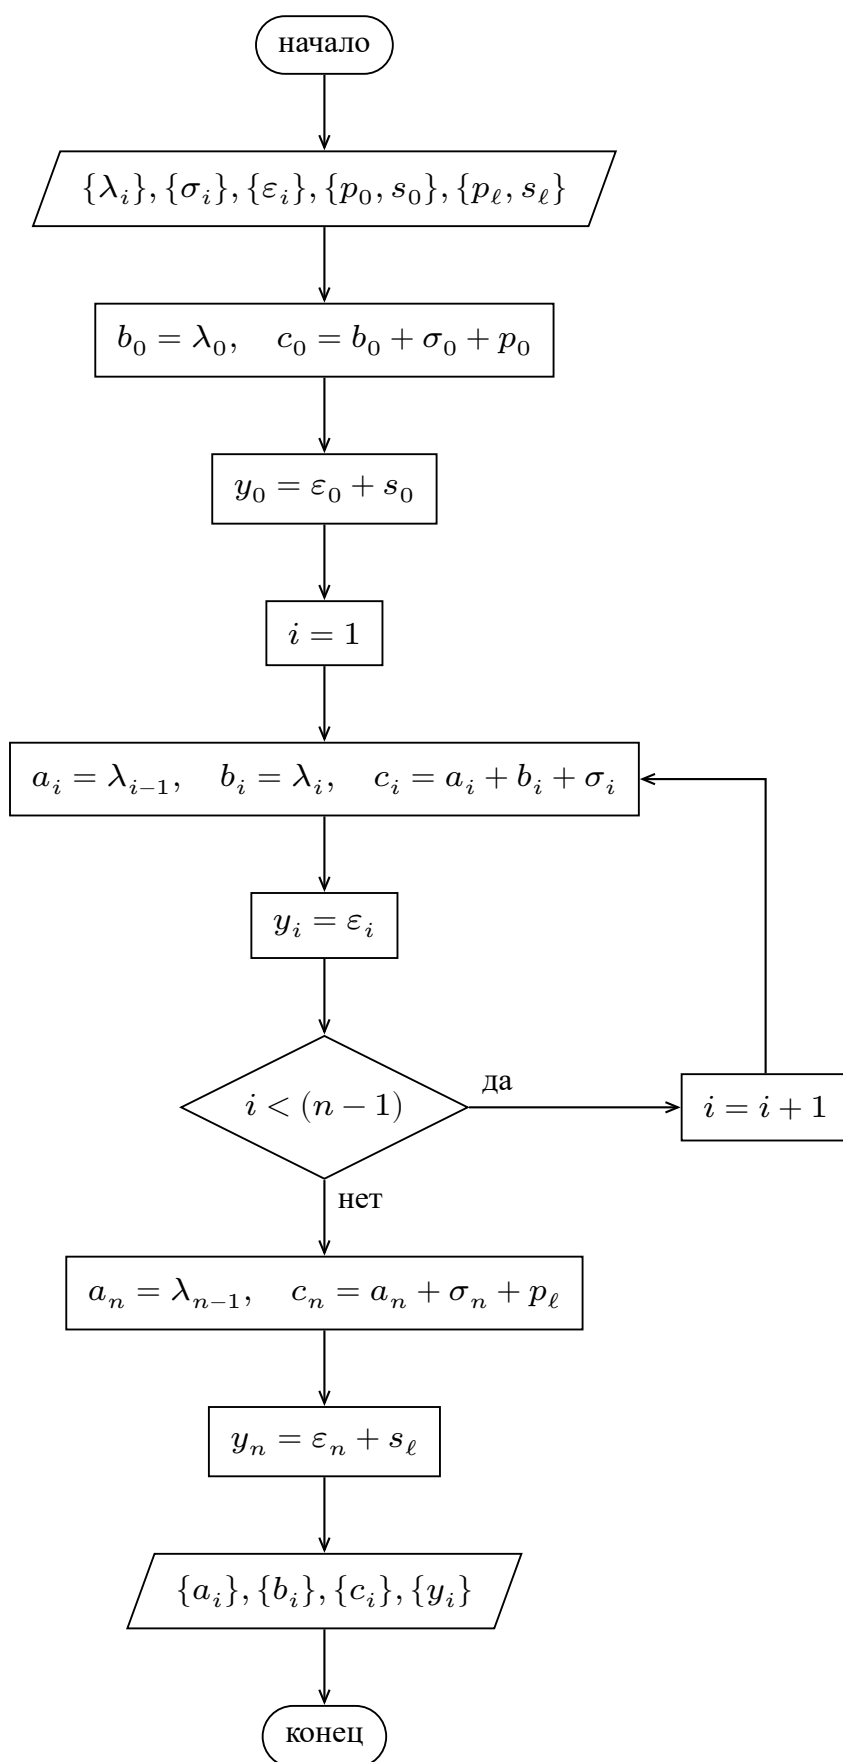 начало
{λ_i}, {σ_i}, {ε_i}, {p_0, s_0}, {p_ℓ, s_ℓ}
b_0 = λ_0, c_0 = b_0 + σ_0 + p_0
y_0 = ε_0 + s_0
i = 1
a_i = λ_{i−1}, b_i = λ_i, c_i = a_i + b_i + σ_i
y_i = ε_i
да
i < (n − 1)
i = i + 1
нет
a_n = λ_{n−1}, c_n = a_n + σ_n + p_ℓ
y_n = ε_n + s_ℓ
{a_i}, {b_i}, {c_i}, {y_i}
конец